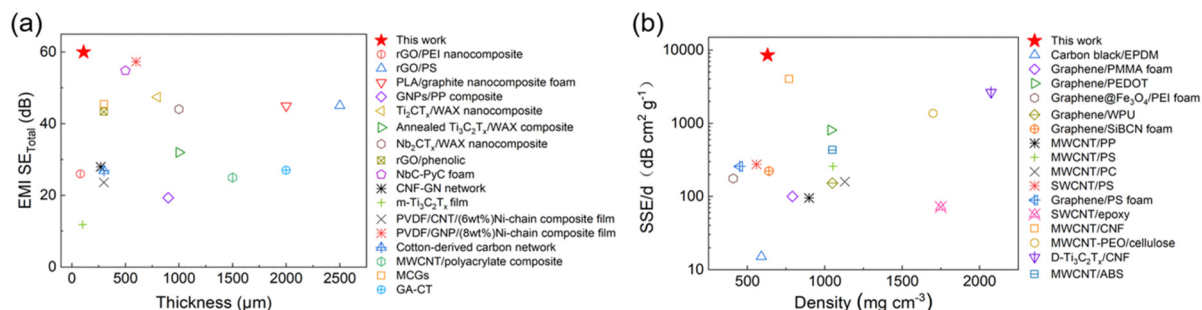 (a)
EMI SE_Total (dB)
60
40
20
0
0 500 1000 1500 2000 2500
Thickness (μm)
This work
rGO/PEI nanocomposite
rGO/PS
PLA/graphite nanocomposite foam
GNPs/PP composite
Ti₂CTₓ/WAX nanocomposite
Annealed Ti₃C₂Tₓ/WAX composite
Nb₂CTₓ/WAX nanocomposite
rGO/phenolic
NbC-PyC foam
CNF-GN network
m-Ti₃C₂Tₓ film
PVDF/CNT/(6wt%)Ni-chain composite film
PVDF/GNP/(8wt%)Ni-chain composite film
Cotton-derived carbon network
MWCNT/polyacrylate composite
MCGs
GA-CT
(b)
SSE/d (dB cm² g⁻¹)
10000
1000
100
10
500 1000 1500 2000
Density (mg cm⁻³)
This work
Carbon black/EPDM
Graphene/PMMA foam
Graphene/PEDOT
Graphene@Fe₃O₄/PEI foam
Graphene/WPU
Graphene/SiBCN foam
MWCNT/PP
MWCNT/PS
MWCNT/PC
SWCNT/PS
Graphene/PS foam
SWCNT/epoxy
MWCNT/CNF
MWCNT-PEO/cellulose
D-Ti₃C₂Tₓ/CNF
MWCNT/ABS